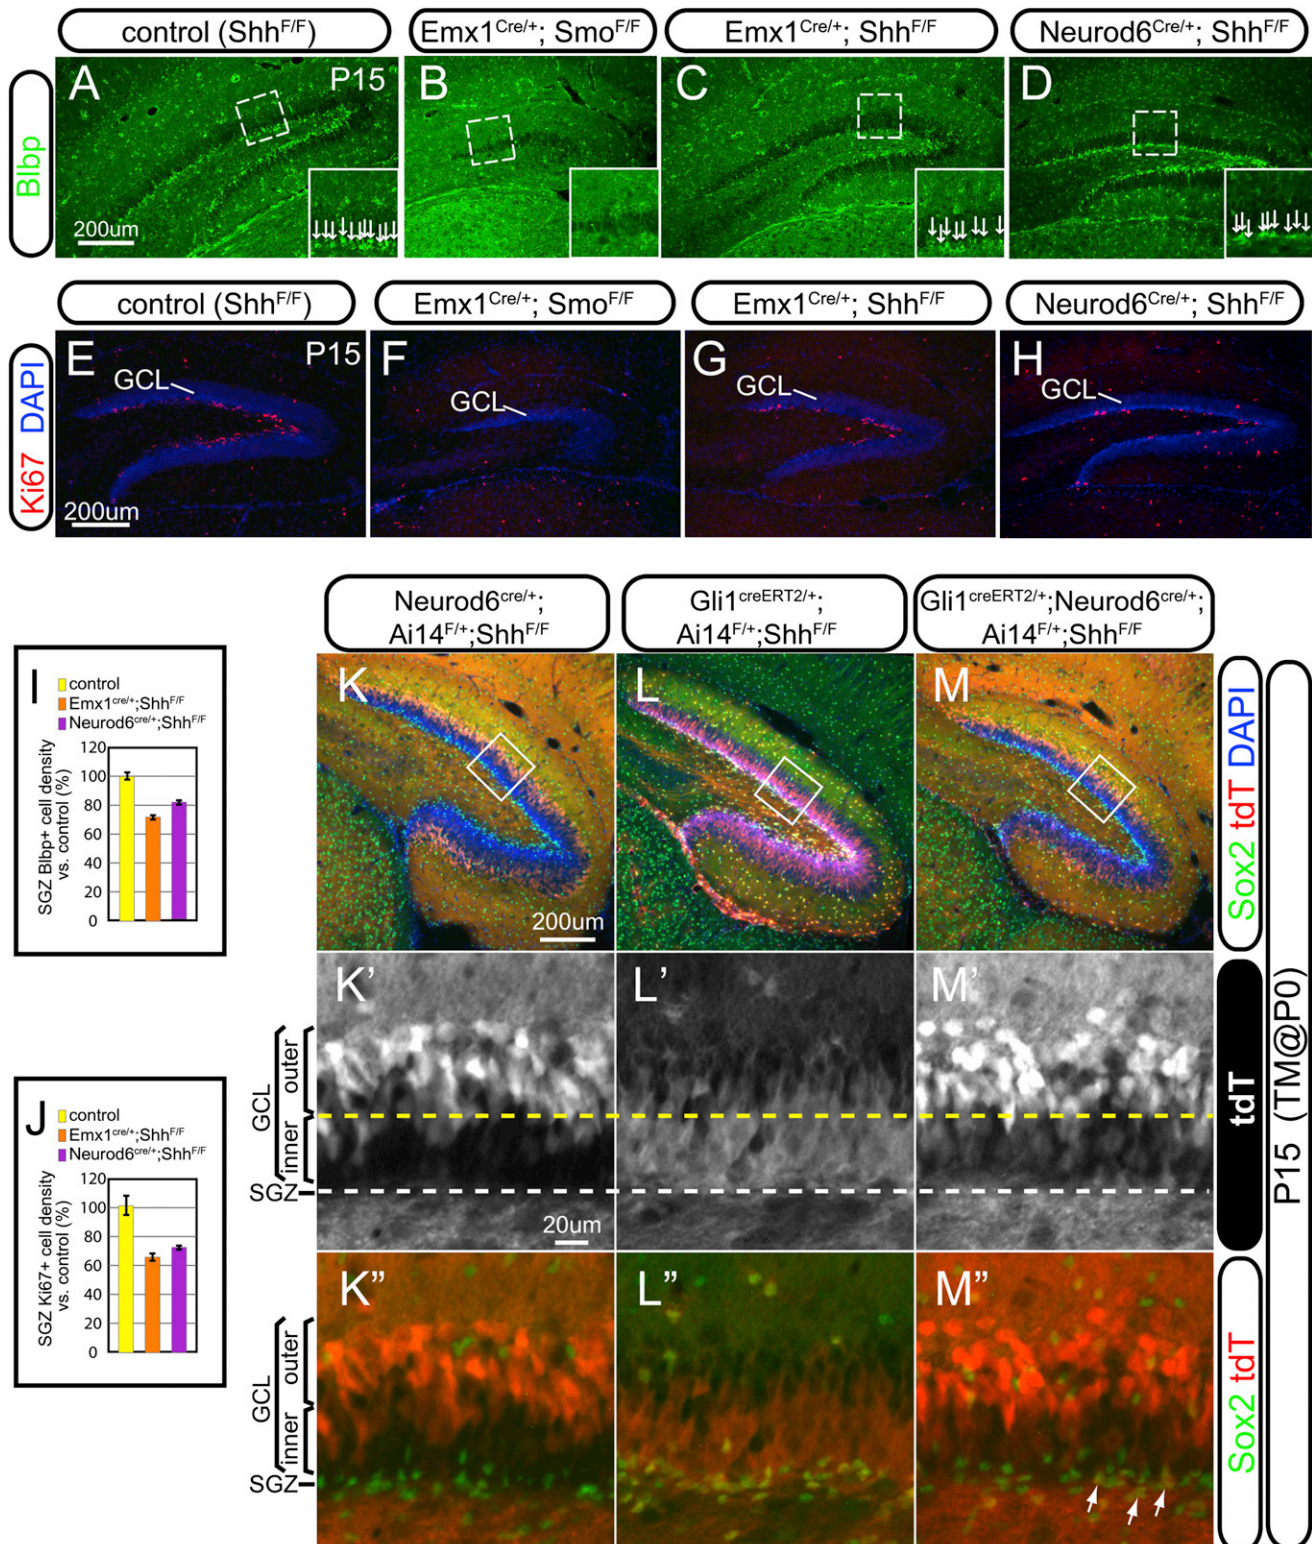 control (Shh^F/F)
Emx1^Cre/+; Smo^F/F
Emx1^Cre/+; Shh^F/F
Neurod6^Cre/+; Shh^F/F
Blbp
A
P15
B
C
D
200um
control (Shh^F/F)
Emx1^Cre/+; Smo^F/F
Emx1^Cre/+; Shh^F/F
Neurod6^Cre/+; Shh^F/F
Ki67 DAPI
E
P15
GCL
F
GCL
G
GCL
H
GCL
200um
Neurod6^cre/+;
Ai14^F/+;Shh^F/F
Gli1^creERT2/+;
Ai14^F/+;Shh^F/F
Gli1^creERT2/+;Neurod6^cre/+;
Ai14^F/+;Shh^F/F
I
control
Emx1^cre/+;Shh^F/F
Neurod6^cre/+;Shh^F/F
SGZ Blbp+ cell density
vs. control (%)
120
100
80
60
40
20
0
J
control
Emx1^cre/+;Shh^F/F
Neurod6^cre/+;Shh^F/F
SGZ Ki67+ cell density
vs. control (%)
120
100
80
60
40
20
0
K
L
M
200um
Sox2 tdT DAPI
K'
L'
M'
GCL
outer
inner
SGZ
20um
tdT
K"
L"
M"
GCL
outer
inner
SGZ
Sox2 tdT
P15 (TM@P0)